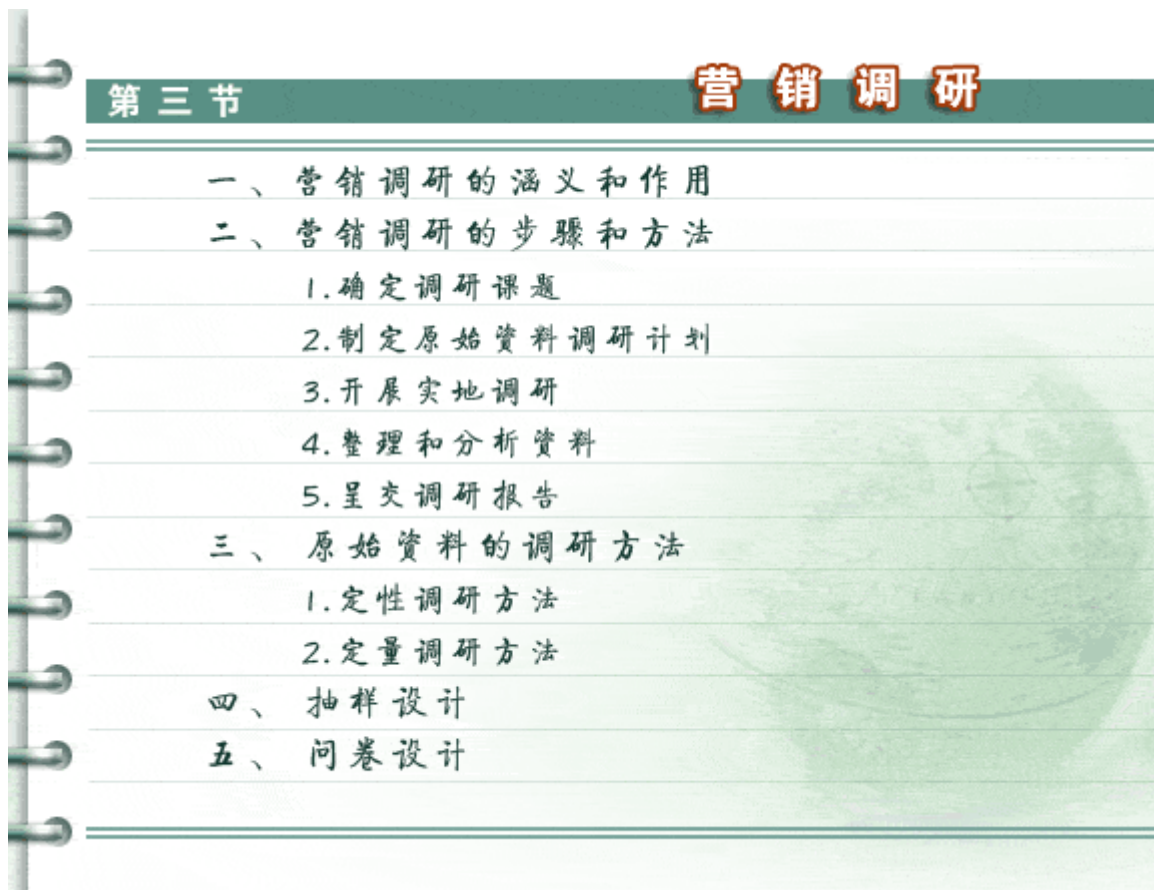 第三节 营销调研
一、营销调研的涵义和作用
二、营销调研的步骤和方法
1.确定调研课题
2.制定原始资料调研计划
3.开展实地调研
4.整理和分析资料
5.呈交调研报告
三、 原始资料的调研方法
1.定性调研方法
2.定量调研方法
四、 抽样设计
五、 问卷设计